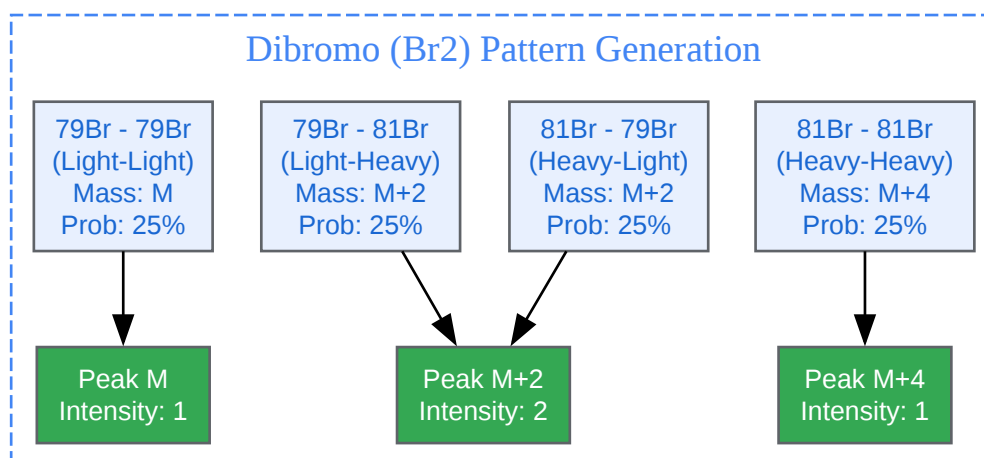 Dibromo (Br2) Pattern Generation
79Br - 79Br
(Light-Light)
Mass: M
Prob: 25%
79Br - 81Br
(Light-Heavy)
Mass: M+2
Prob: 25%
81Br - 79Br
(Heavy-Light)
Mass: M+2
Prob: 25%
81Br - 81Br
(Heavy-Heavy)
Mass: M+4
Prob: 25%
Peak M
Intensity: 1
Peak M+2
Intensity: 2
Peak M+4
Intensity: 1